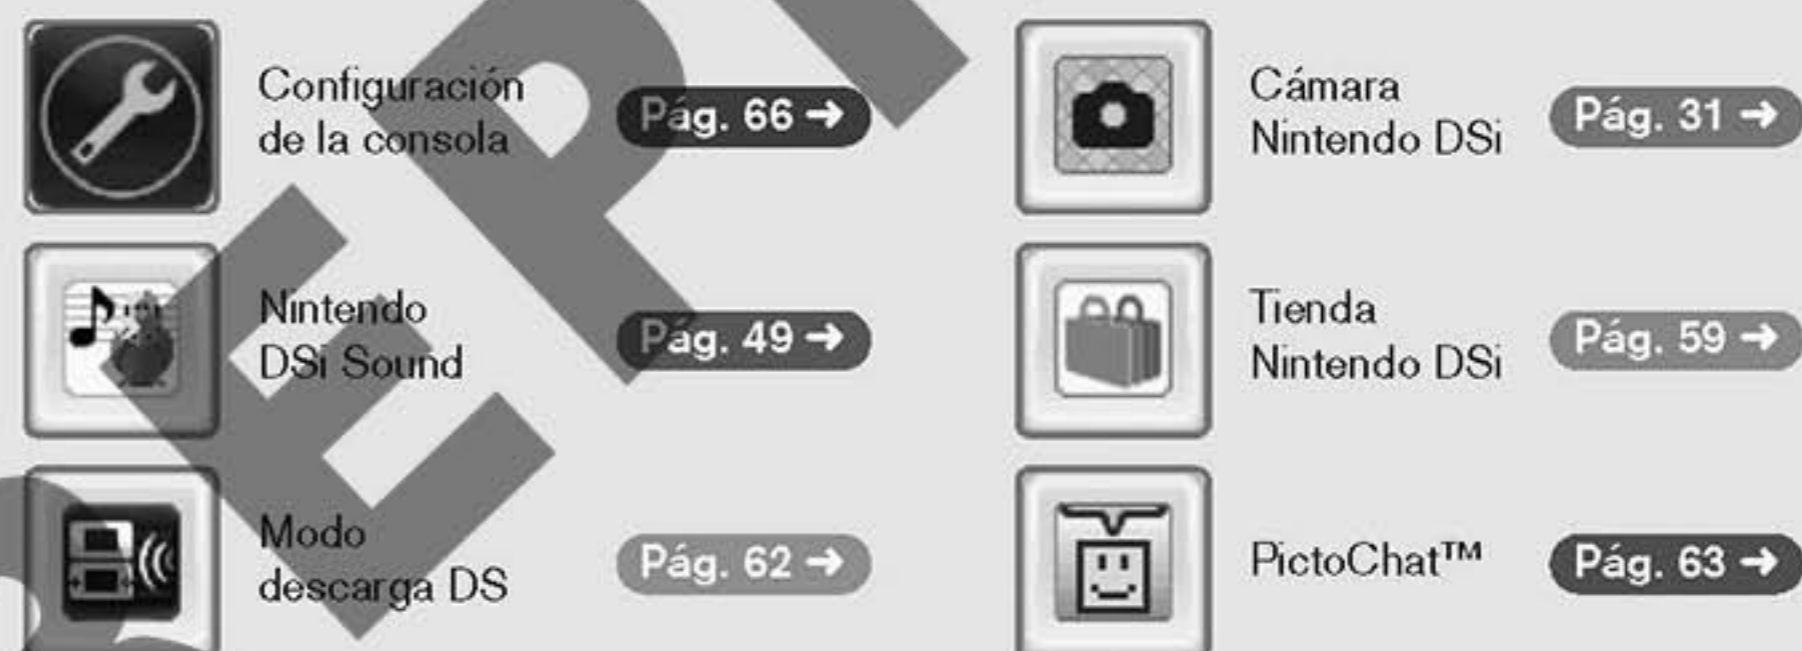 Configuración
de la consola
Pág. 66 →
Cámara
Nintendo DSi
Pág. 31 →
Nintendo
DSi Sound
Pág. 49 →
Tienda
Nintendo DSi
Pág. 59 →
Modo
descarga DS
Pág. 62 →
PictoChat™
Pág. 63 →